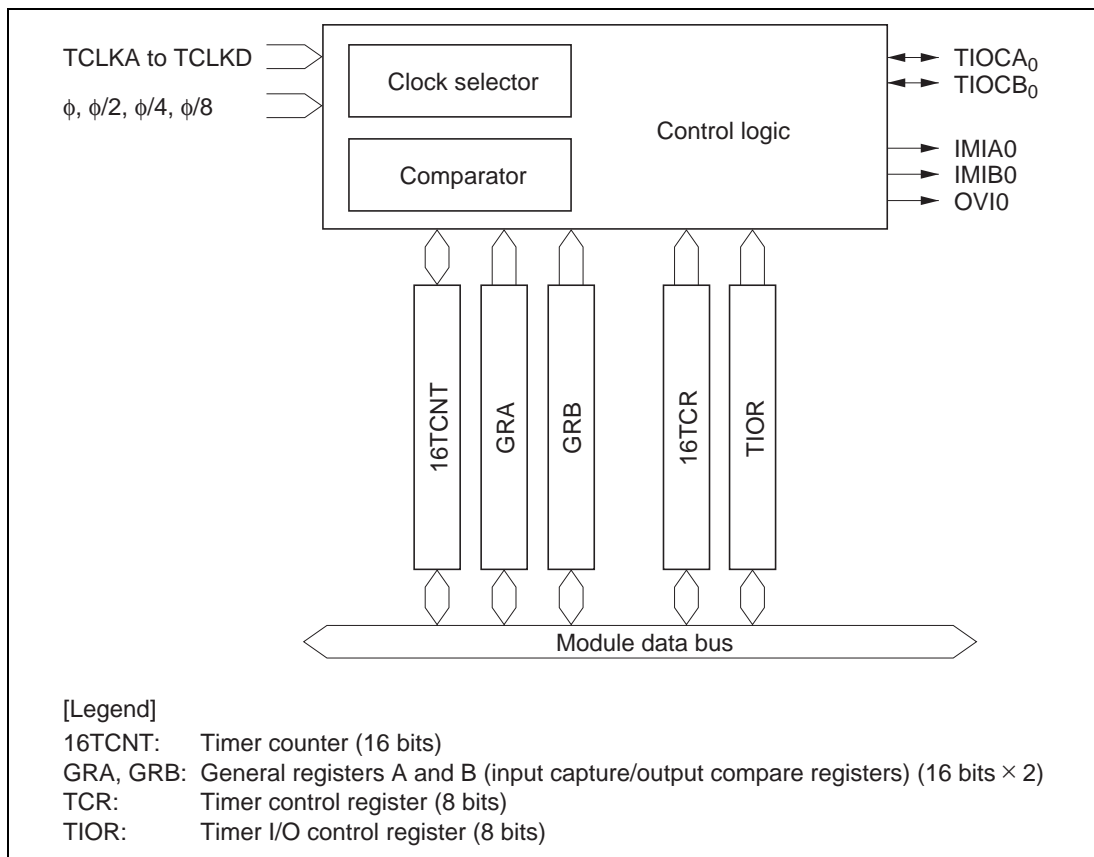 TCLKA to TCLKD
ϕ, ϕ/2, ϕ/4, ϕ/8
Clock selector
Comparator
Control logic
TIOCA0
TIOCB0
IMIA0
IMIB0
OVI0
16TCNT
GRA
GRB
16TCR
TIOR
Module data bus
[Legend]
16TCNT: Timer counter (16 bits)
GRA, GRB: General registers A and B (input capture/output compare registers) (16 bits × 2)
TCR: Timer control register (8 bits)
TIOR: Timer I/O control register (8 bits)